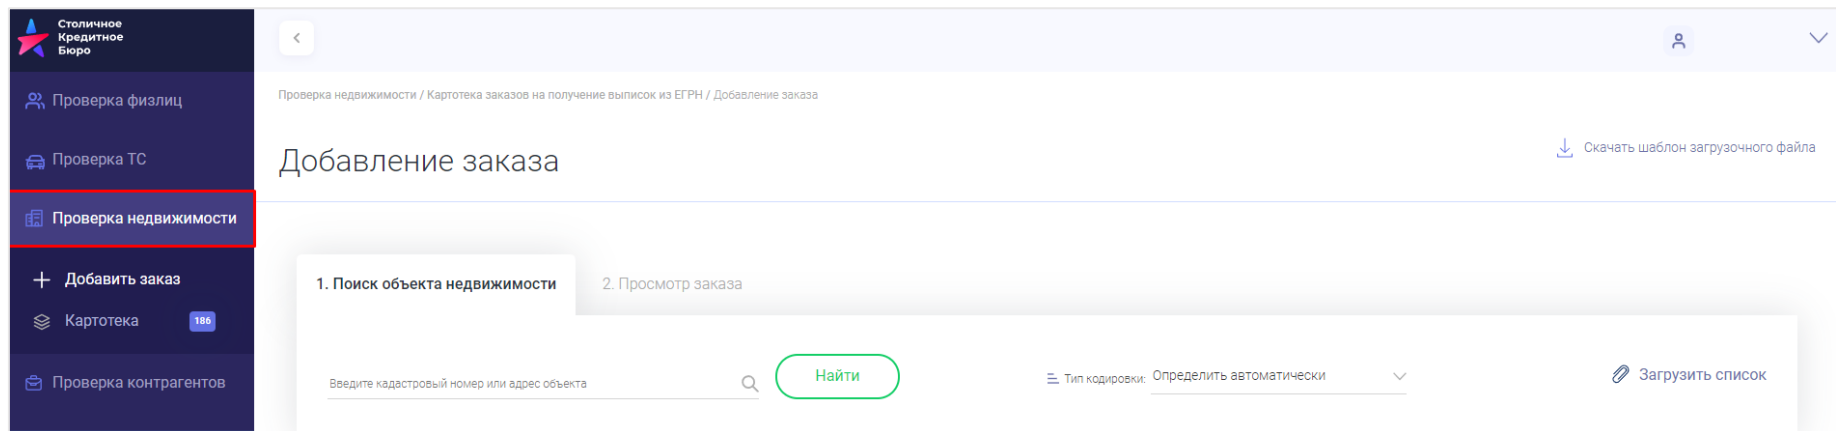 Столичное
Кредитное
Бюро
Проверка физлиц
Проверка ТС
Проверка недвижимости
Добавить заказ
Картотека 186
Проверка контрагентов
Проверка недвижимости / Картотека заказов на получение выписок из ЕГРН / Добавление заказа
Добавление заказа
Скачать шаблон загрузочного файла
1. Поиск объекта недвижимости
2. Просмотр заказа
Введите кадастровый номер или адрес объекта
Найти
Тип кодировки: Определить автоматически
Загрузить список